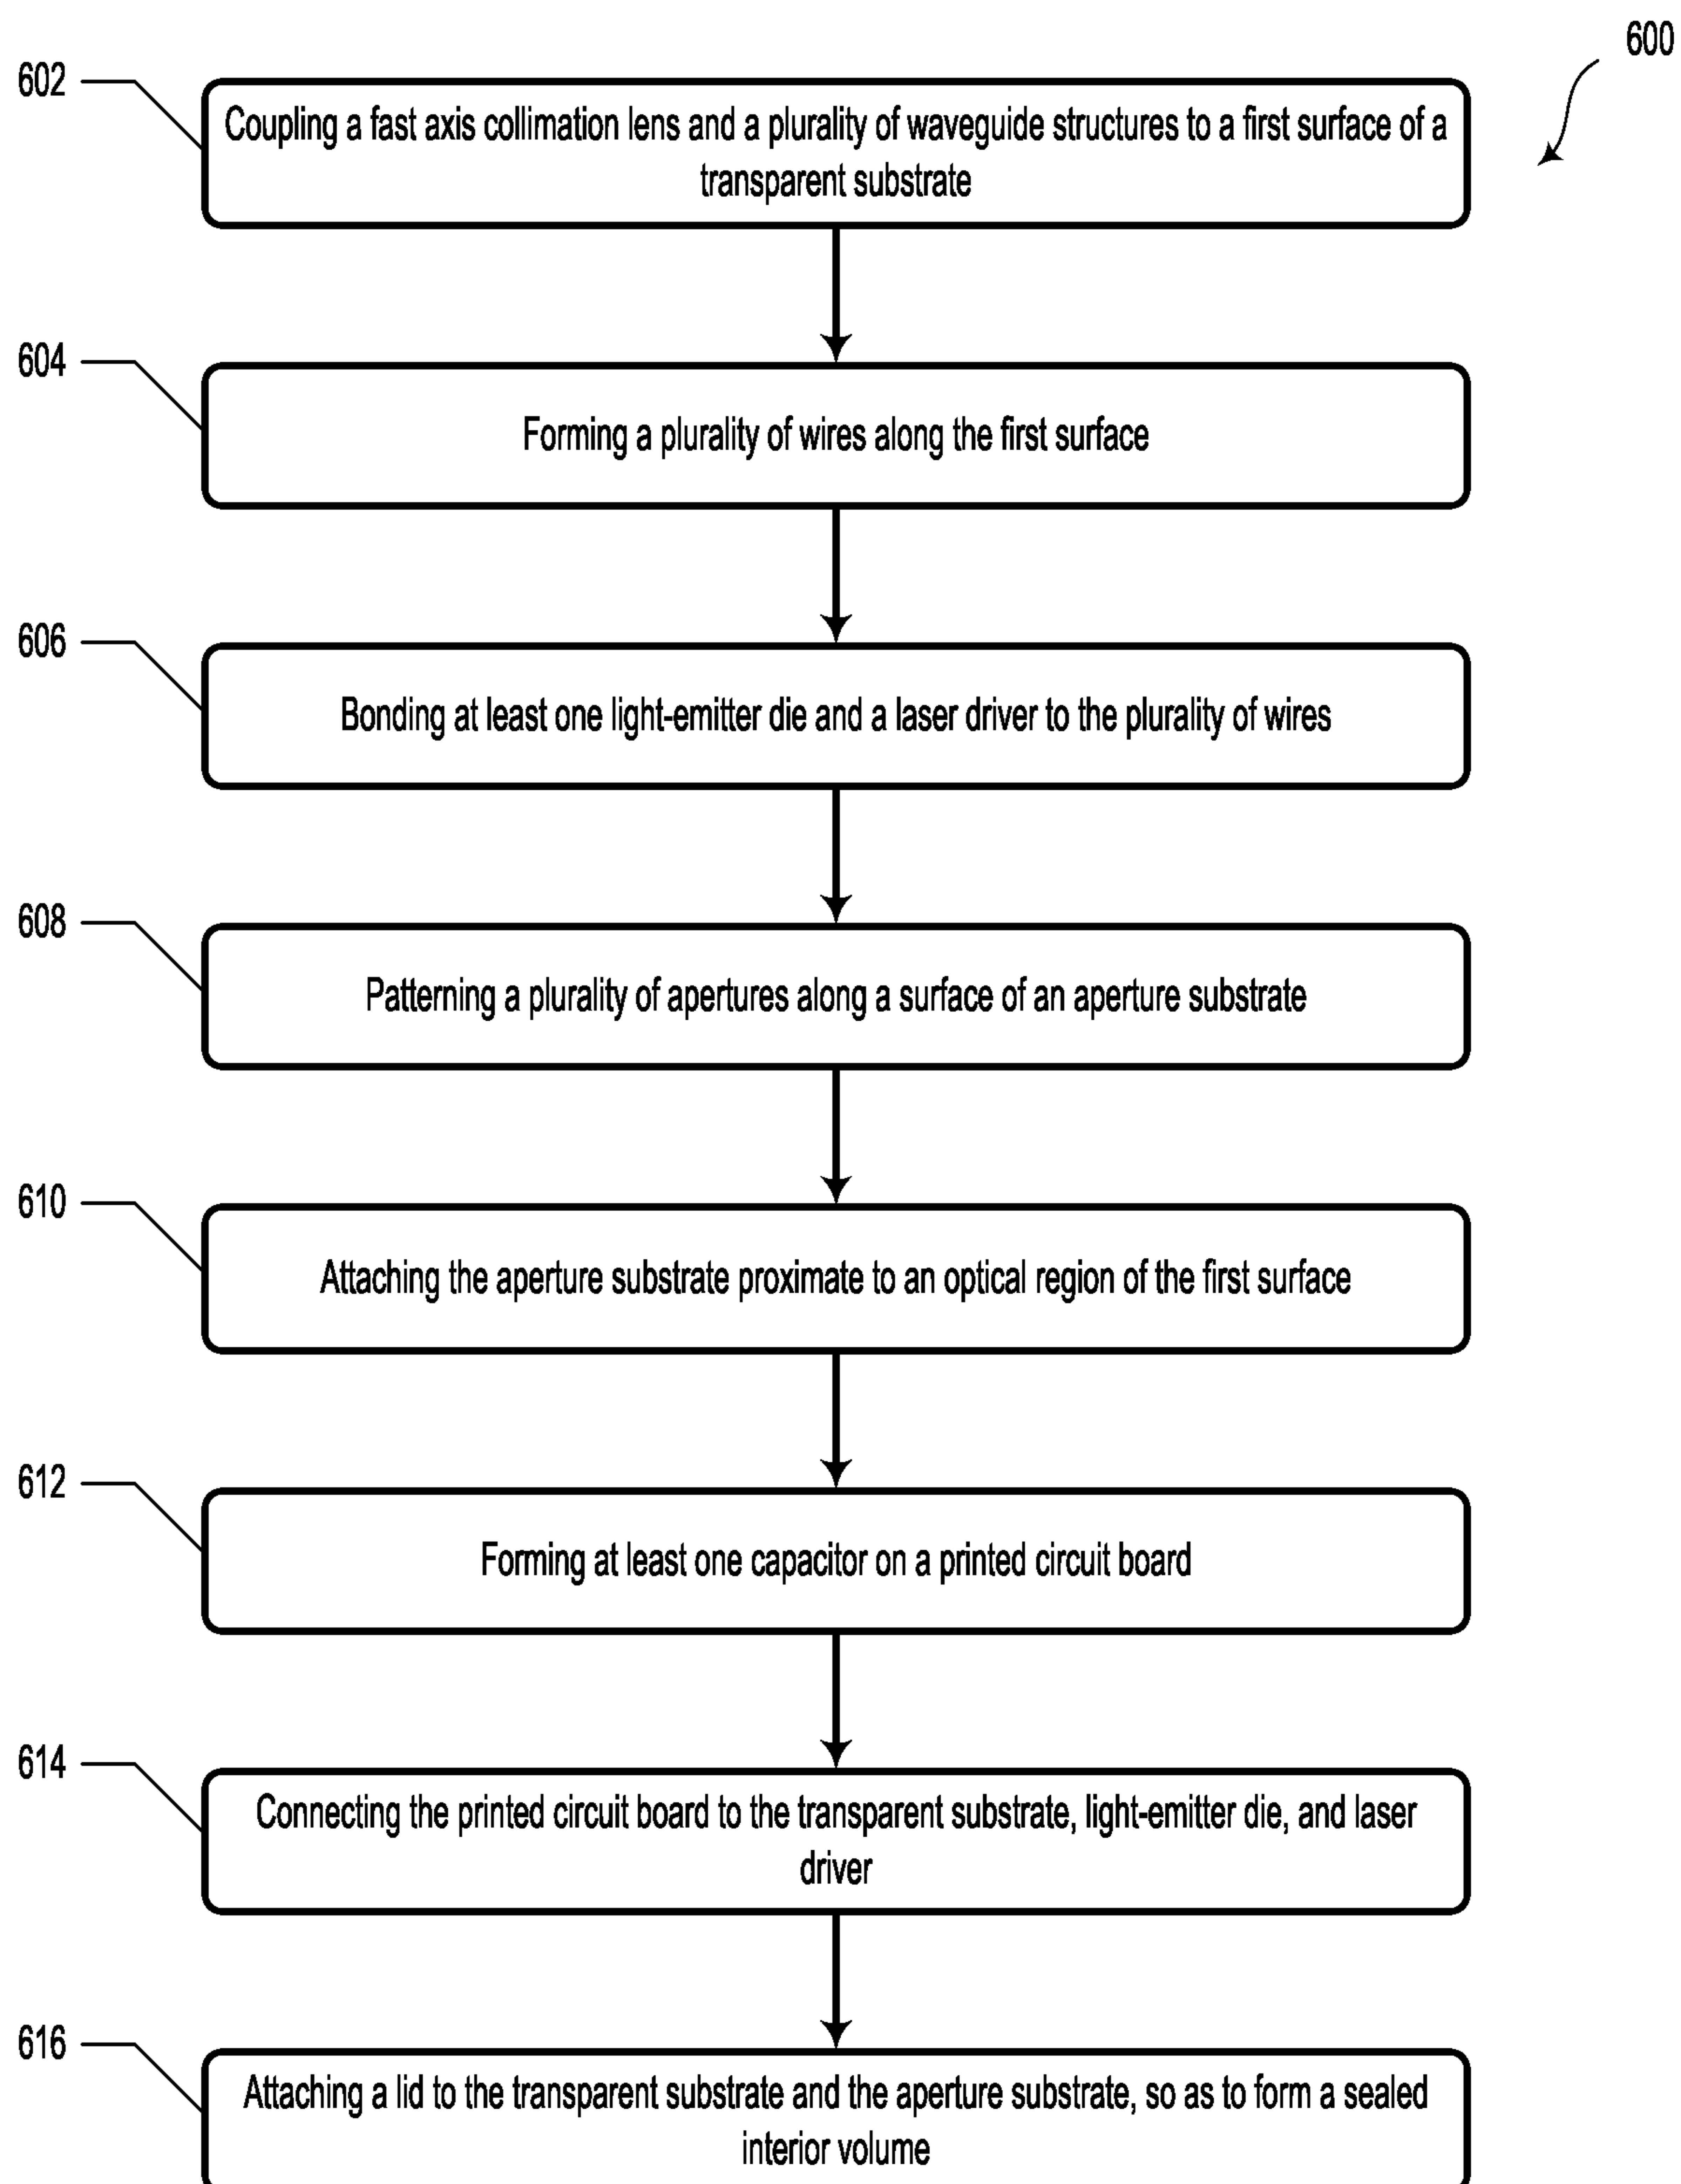 600
602
Coupling a fast axis collimation lens and a plurality of waveguide structures to a first surface of a
transparent substrate
604
Forming a plurality of wires along the first surface
606
Bonding at least one light-emitter die and a laser driver to the plurality of wires
608
Patterning a plurality of apertures along a surface of an aperture substrate
610
Attaching the aperture substrate proximate to an optical region of the first surface
612
Forming at least one capacitor on a printed circuit board
614
Connecting the printed circuit board to the transparent substrate, light-emitter die, and laser
driver
616
Attaching a lid to the transparent substrate and the aperture substrate, so as to form a sealed
interior volume